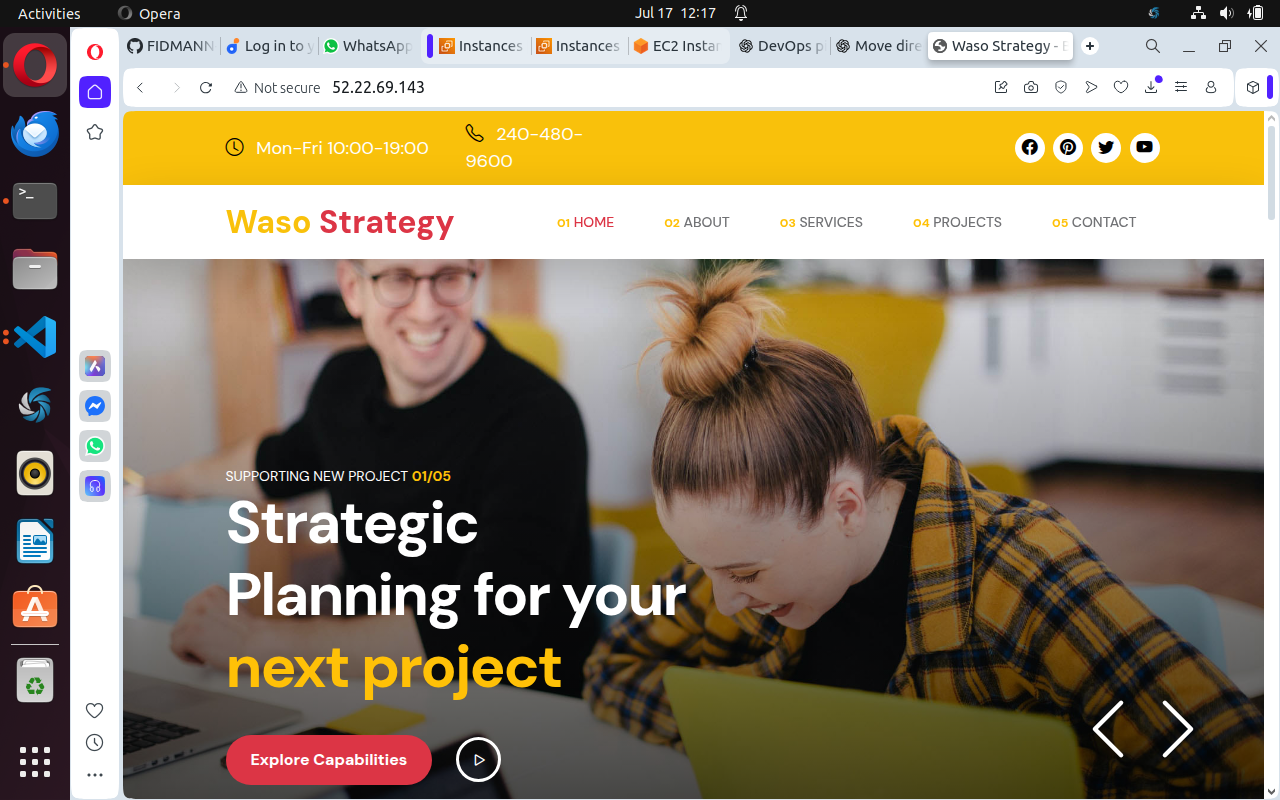 Activities Opera Jul 17 12:17
FIDMANN Log in to y WhatsApp Instances Instances EC2 Instan DevOps p Move dire Waso Strategy -
Not secure 52.22.69.143
Mon-Fri 10:00-19:00
240-480-
9600
Waso Strategy
01 HOME 02 ABOUT 03 SERVICES 04 PROJECTS 05 CONTACT
SUPPORTING NEW PROJECT 01/05
Strategic
Planning for your
next project
Explore Capabilities